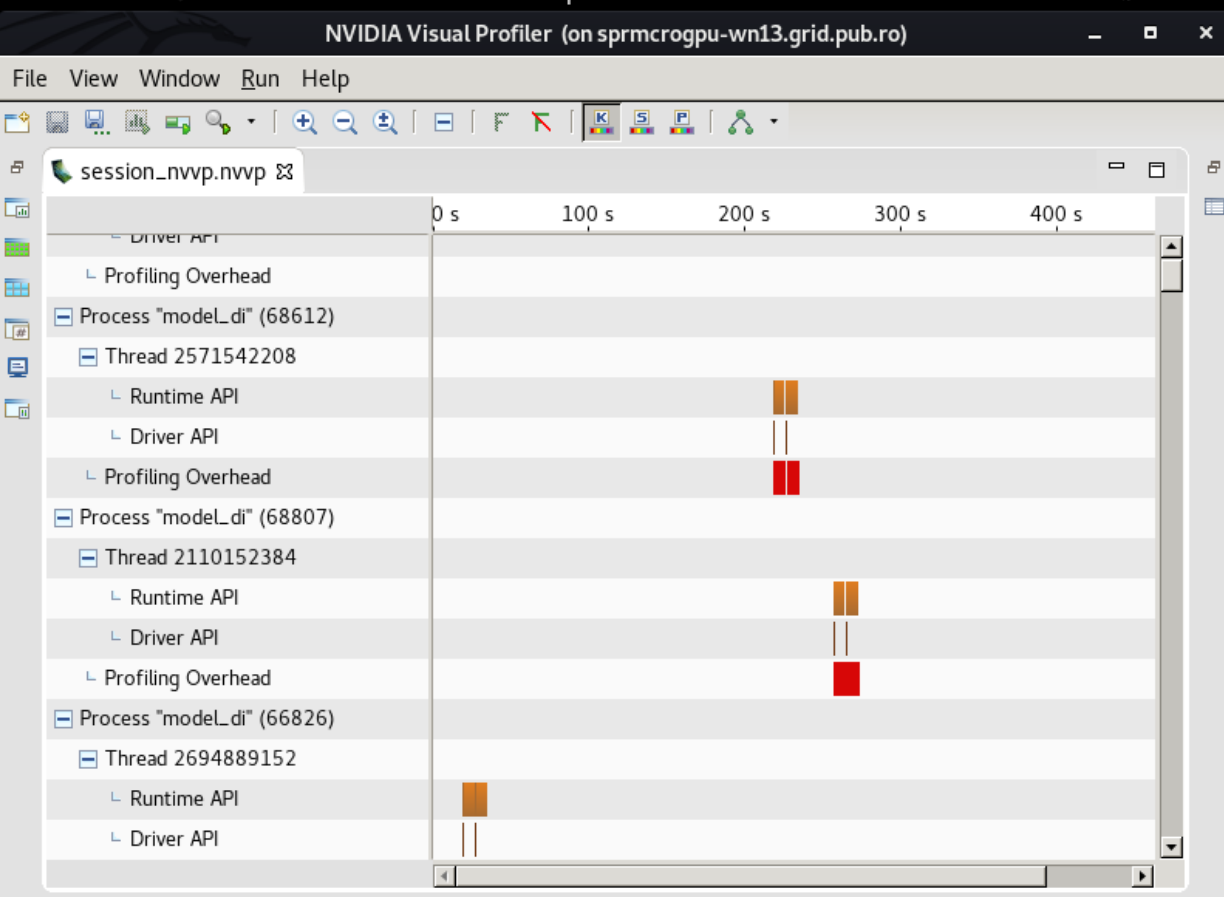 NVIDIA Visual Profiler (on sprmcrogpu-wn13.grid.pub.ro)
File View Window Run Help
F K K S P
session_nvvp.nvvp
0 s 100 s 200 s 300 s 400 s
Driver API
Profiling Overhead
Process "model_di" (68612)
Thread 2571542208
Runtime API
Driver API
Profiling Overhead
Process "model_di" (68807)
Thread 2110152384
Runtime API
Driver API
Profiling Overhead
Process "model_di" (66826)
Thread 2694889152
Runtime API
Driver API